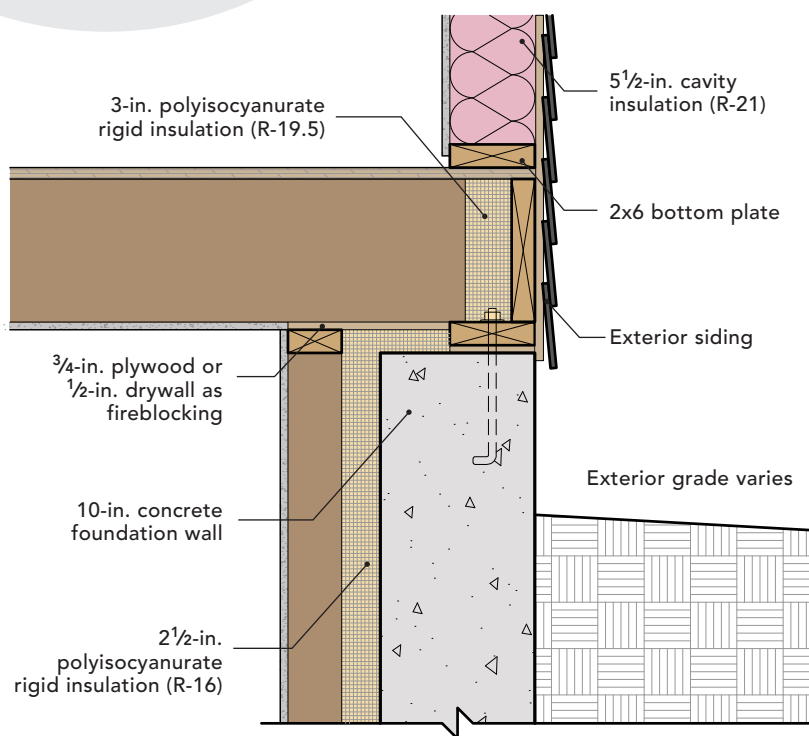 3-in. polyisocyanurate
rigid insulation (R-19.5)
5½-in. cavity
insulation (R-21)
2x6 bottom plate
Exterior siding
¾-in. plywood or
½-in. drywall as
fireblocking
Exterior grade varies
10-in. concrete
foundation wall
2½-in.
polyisocyanurate
rigid insulation (R-16)